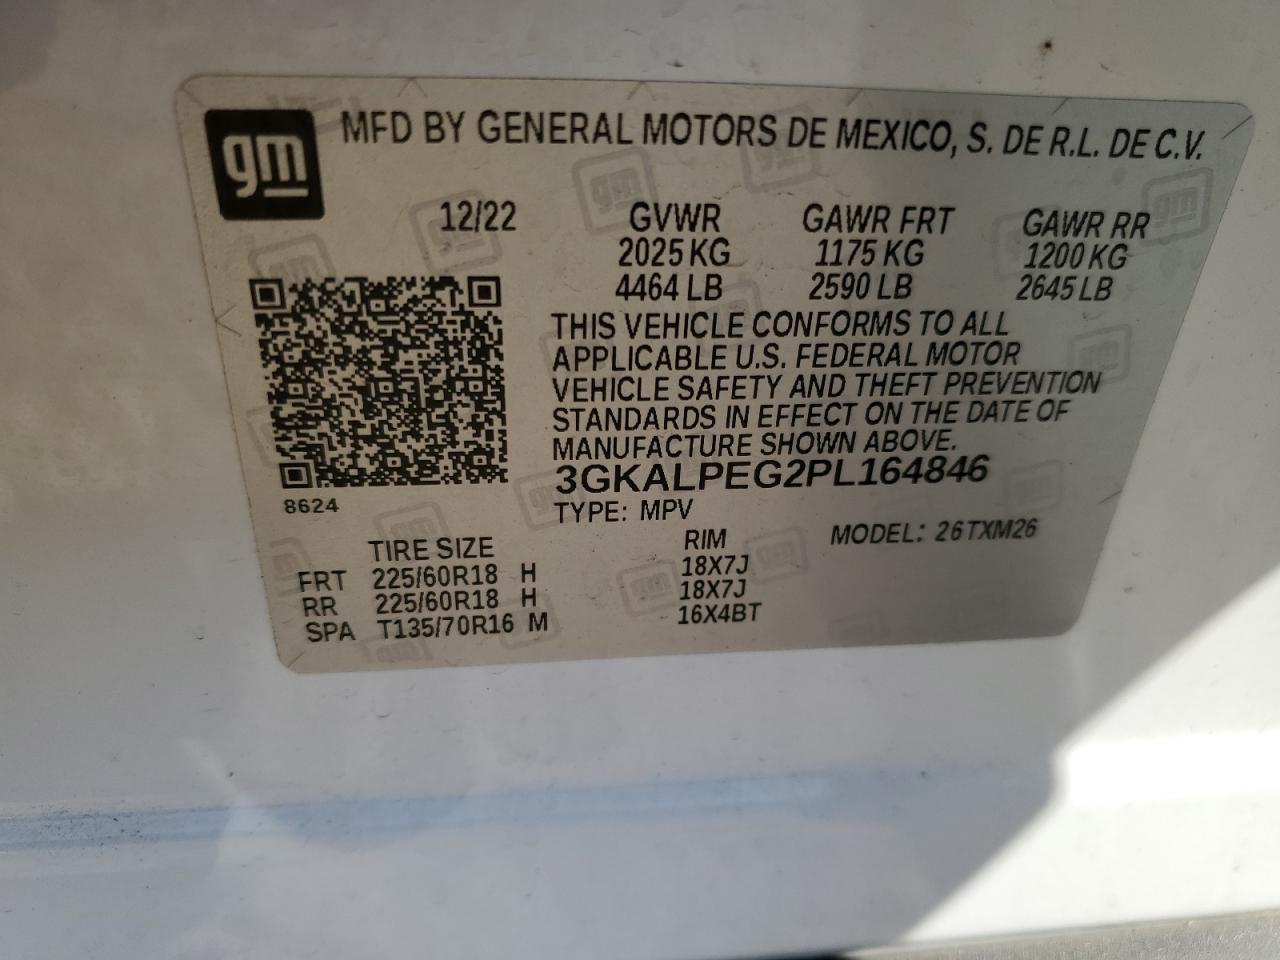 gm
MFD BY GENERAL MOTORS DE MEXICO, S. DE R.L. DE C.V.
12/22 GVWR GAWR FRT GAWR RR
2025 KG 1175 KG 1200 KG
4464 LB 2590 LB 2645 LB
THIS VEHICLE CONFORMS TO ALL
APPLICABLE U.S. FEDERAL MOTOR
VEHICLE SAFETY AND THEFT PREVENTION
STANDARDS IN EFFECT ON THE DATE OF
MANUFACTURE SHOWN ABOVE.
3GKALPEG2PL164846
8624
TYPE: MPV
MODEL: 26TXM26
TIRE SIZE RIM
FRT 225/60R18 H 18X7J
RR 225/60R18 H 18X7J
SPA T135/70R16 M 16X4BT